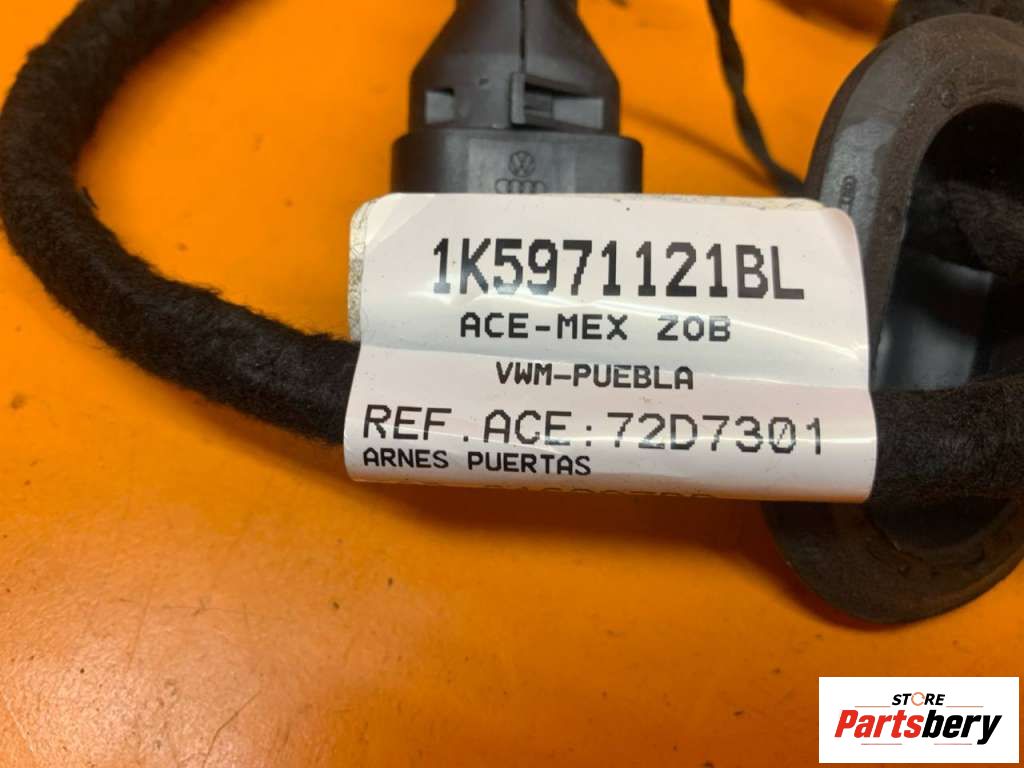 1K5971121BL
ACE-MEX ZOB
VWM-PUEBLA
REF.ACE:72D7301
ARNES PUERTAS
STORE
Partsbery